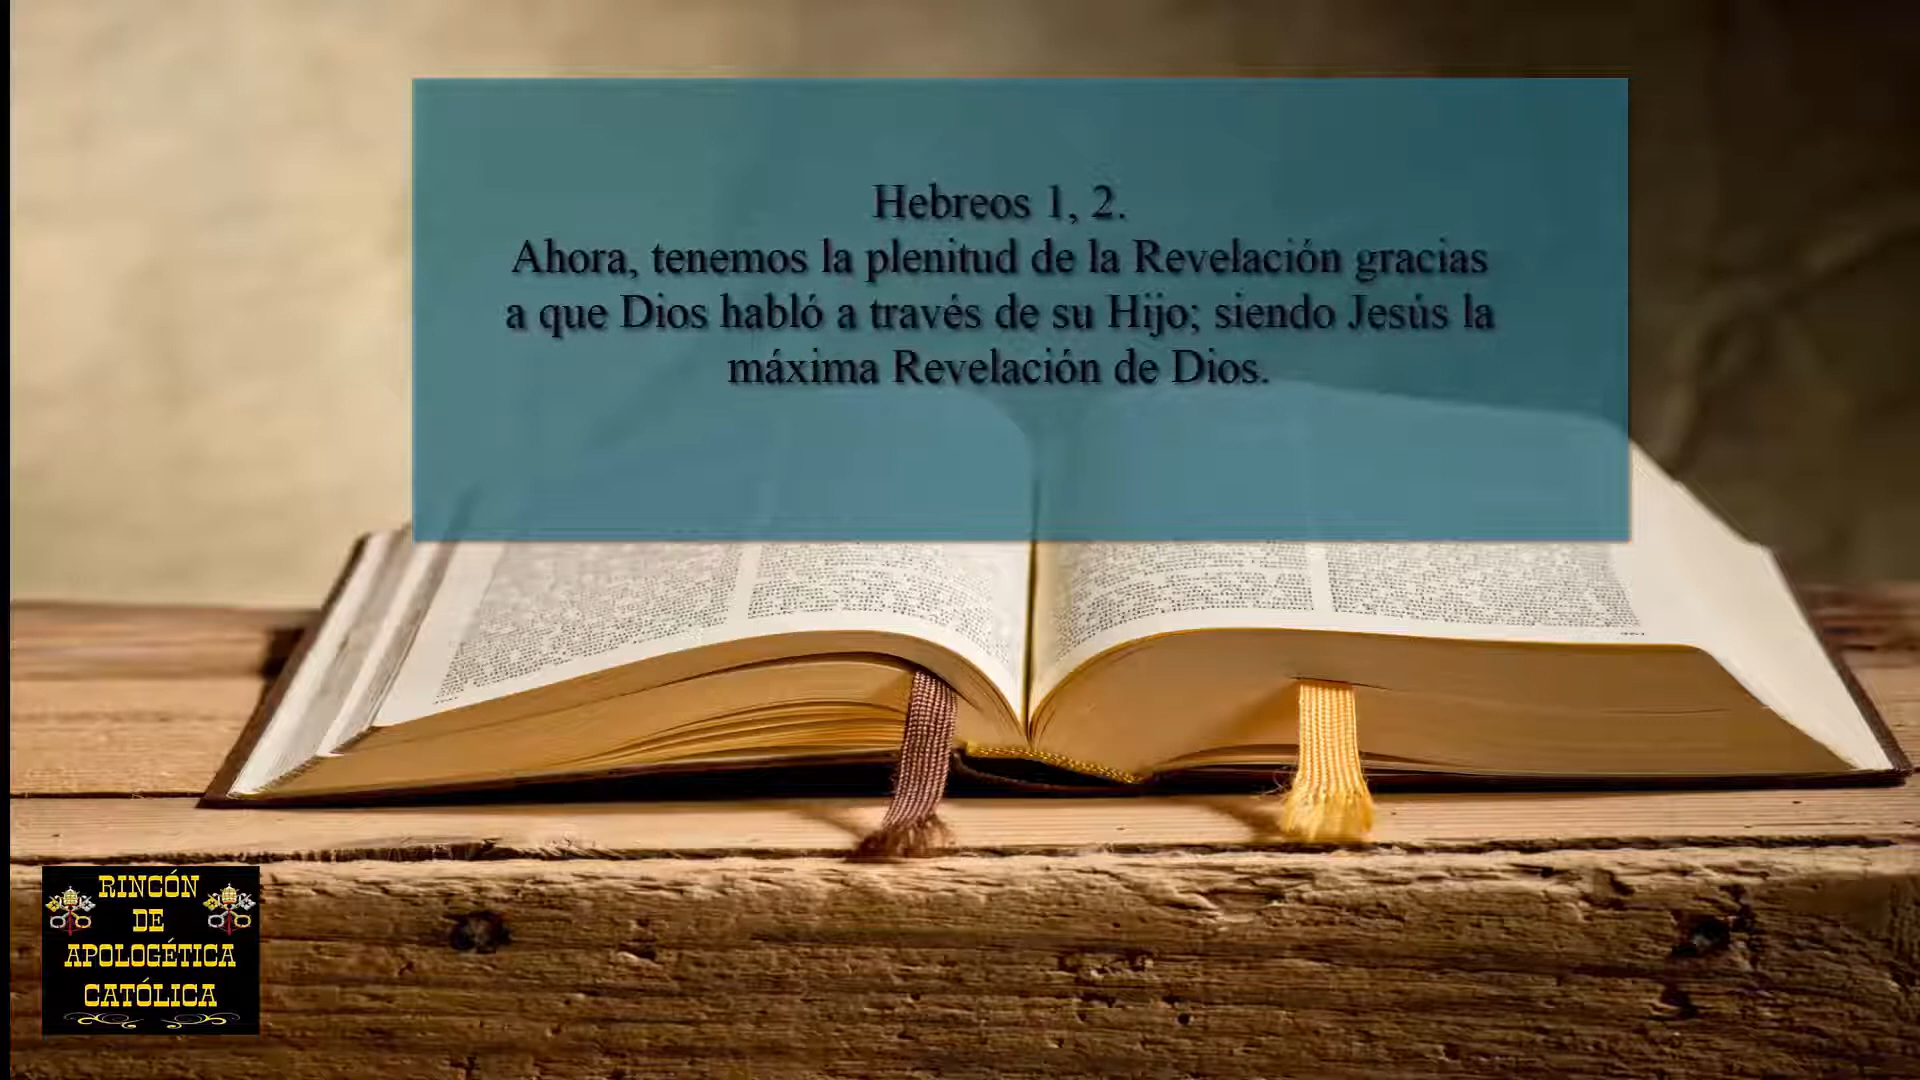 Hebreos 1, 2.
Ahora, tenemos la plenitud de la Revelación gracias
a que Dios habló a través de su Hijo; siendo Jesús la
máxima Revelación de Dios.
RINCÓN
DE
APOLOGÉTICA
CATÓLICA